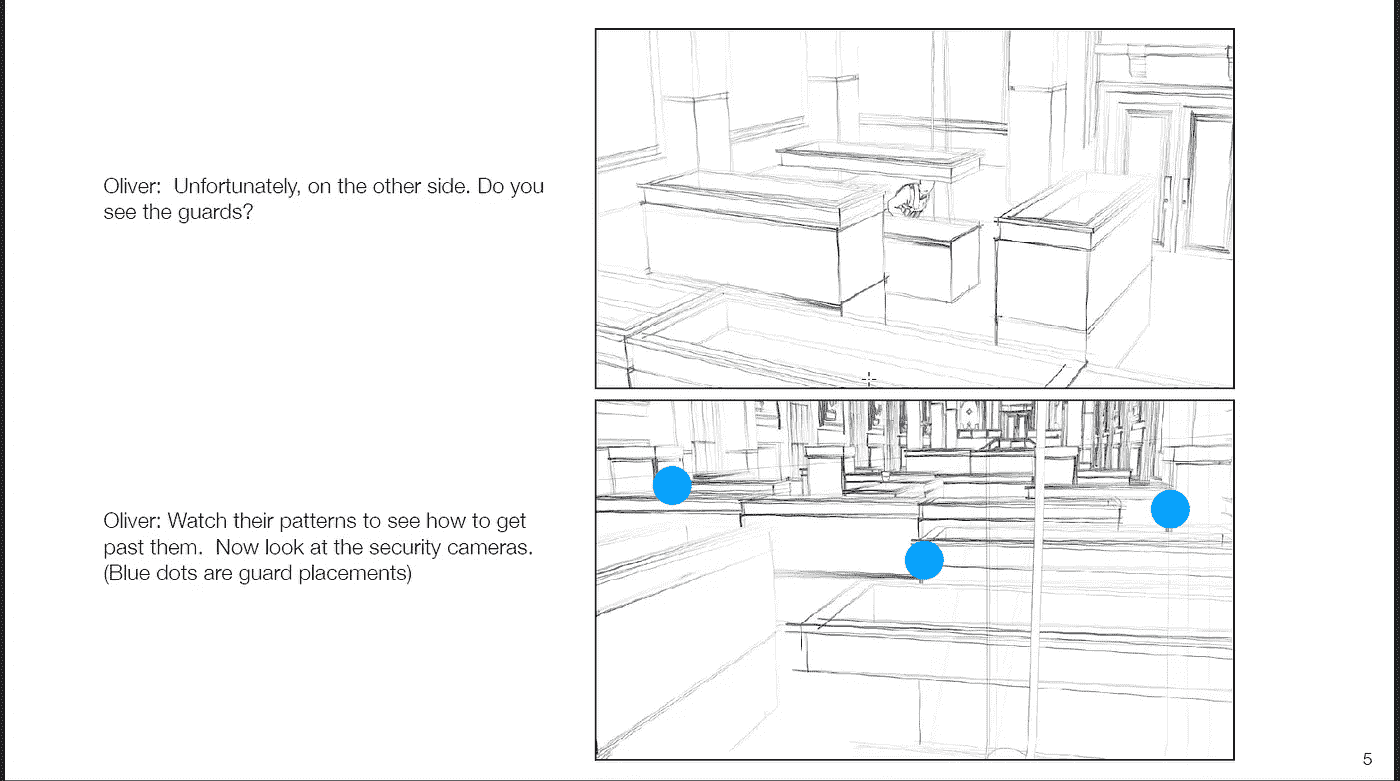 Oliver:  Unfortunately, on the other side. Do you
see the guards?
Oliver: Watch their patterns to see how to get
past them.  Now look at the security cameras.
(Blue dots are guard placements)
5